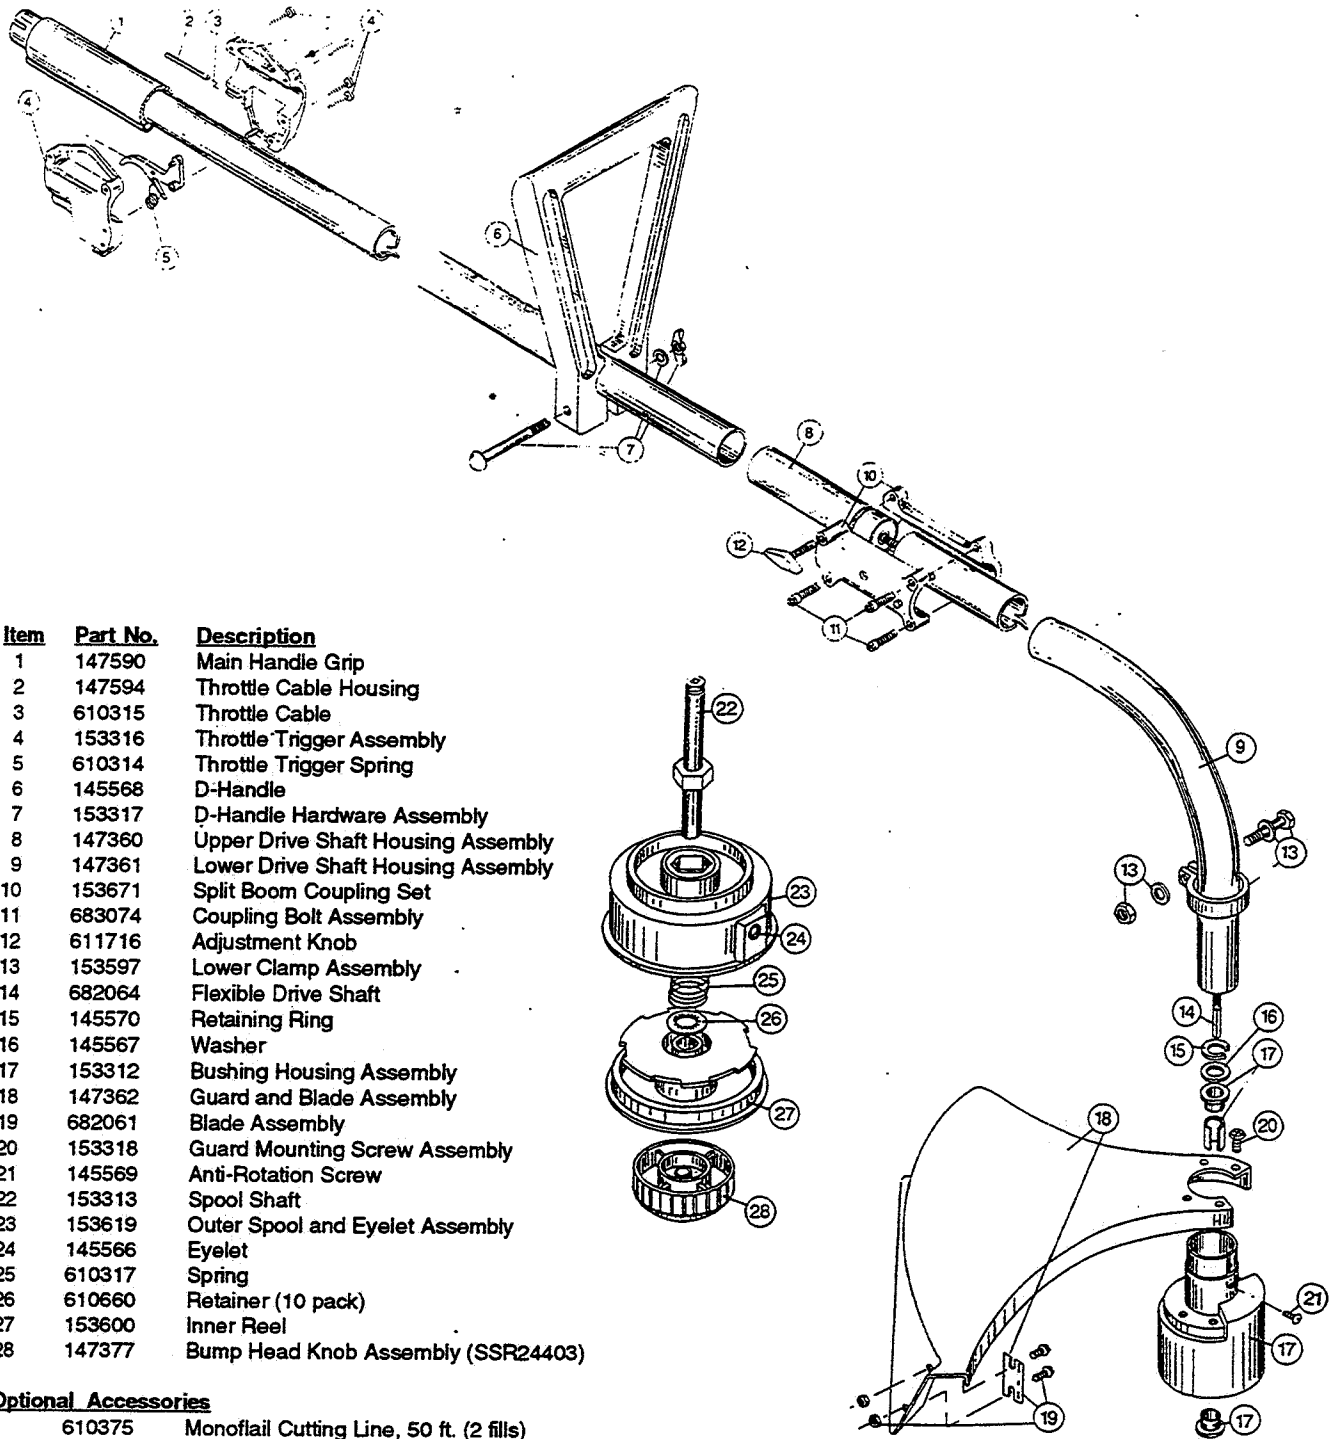 1 2 3 4
4
5
6
7
8
10
12
11
9
13
13
14
15 16
17
20
18
21
17
19
17
22
23
24
25
26
27
28
Item Part No. Description
1 147590 Main Handle Grip
2 147594 Throttle Cable Housing
3 610315 Throttle Cable
4 153316 Throttle Trigger Assembly
5 610314 Throttle Trigger Spring
6 145568 D-Handle
7 153317 D-Handle Hardware Assembly
8 147360 Upper Drive Shaft Housing Assembly
9 147361 Lower Drive Shaft Housing Assembly
10 153671 Split Boom Coupling Set
11 683074 Coupling Bolt Assembly
12 611716 Adjustment Knob
13 153597 Lower Clamp Assembly
14 682064 Flexible Drive Shaft
15 145570 Retaining Ring
16 145567 Washer
17 153312 Bushing Housing Assembly
18 147362 Guard and Blade Assembly
19 682061 Blade Assembly
20 153318 Guard Mounting Screw Assembly
21 145569 Anti-Rotation Screw
22 153313 Spool Shaft
23 153619 Outer Spool and Eyelet Assembly
24 145566 Eyelet
25 610317 Spring
26 610660 Retainer (10 pack)
27 153600 Inner Reel
28 147377 Bump Head Knob Assembly (SSR24403)
Optional Accessories
610375 Monoflail Cutting Line, 50 ft. (2 fills)